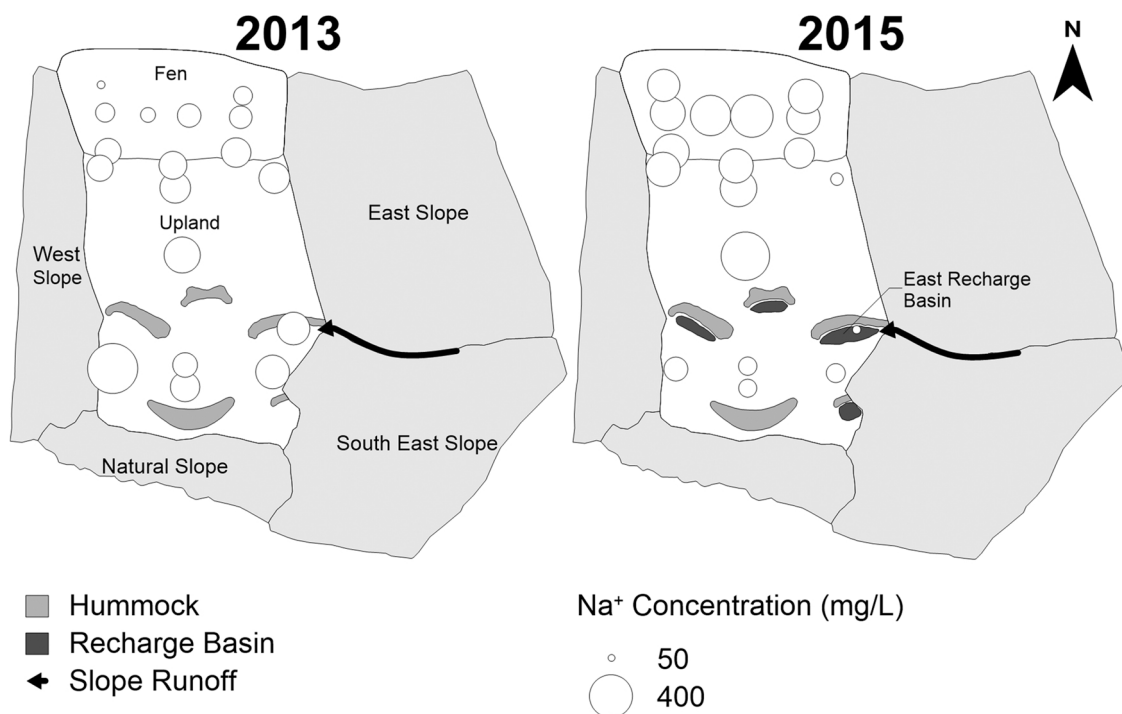 2013
2015
N
Fen
Upland
East Slope
West
Slope
East Recharge
Basin
South East Slope
Natural Slope
Hummock
Recharge Basin
Slope Runoff
Na⁺ Concentration (mg/L)
50
400